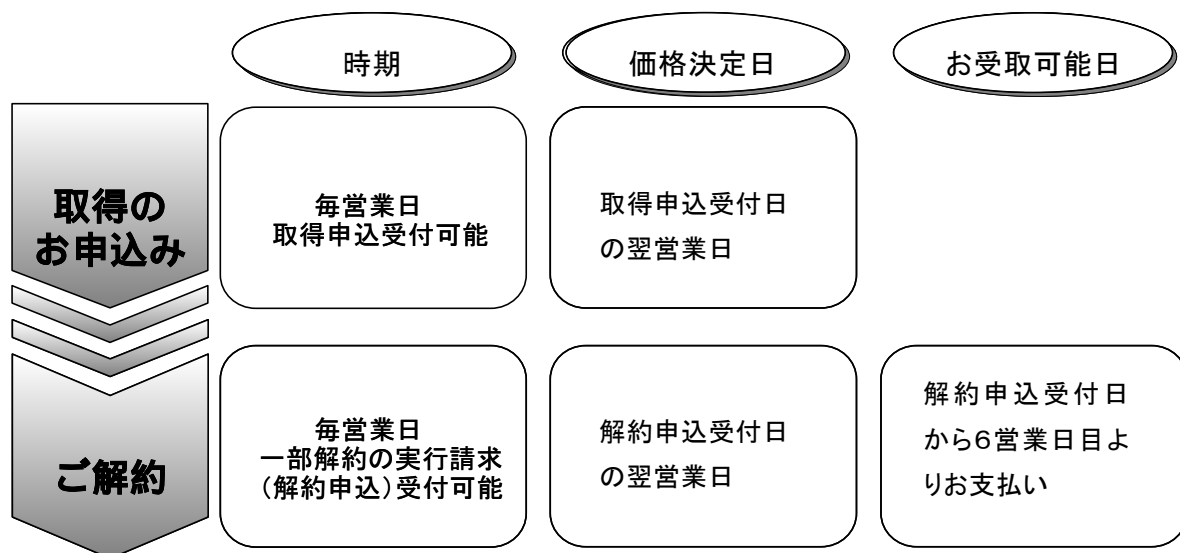 時期
価格決定日
お受取可能日
取得の
お申込み
毎営業日
取得申込受付可能
取得申込受付日
の翌営業日
ご解約
毎営業日
一部解約の実行請求
（解約申込）受付可能
解約申込受付日
の翌営業日
解約申込受付日
から６営業日目よ
りお支払い